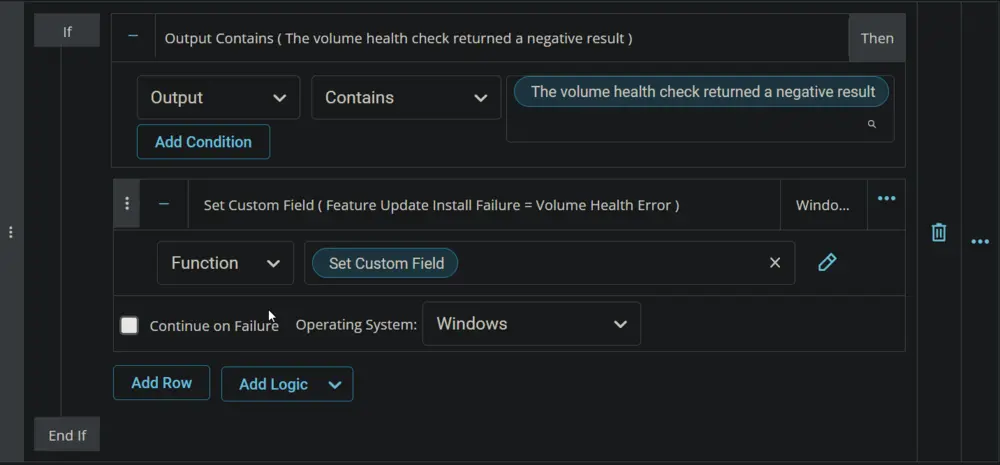 If
Output Contains ( The volume health check returned a negative result )
Then
Output
Contains
The volume health check returned a negative result
Add Condition
Set Custom Field ( Feature Update Install Failure = Volume Health Error )
Windo...
Function
Set Custom Field
Continue on Failure
Operating System:
Windows
Add Row
Add Logic
End If